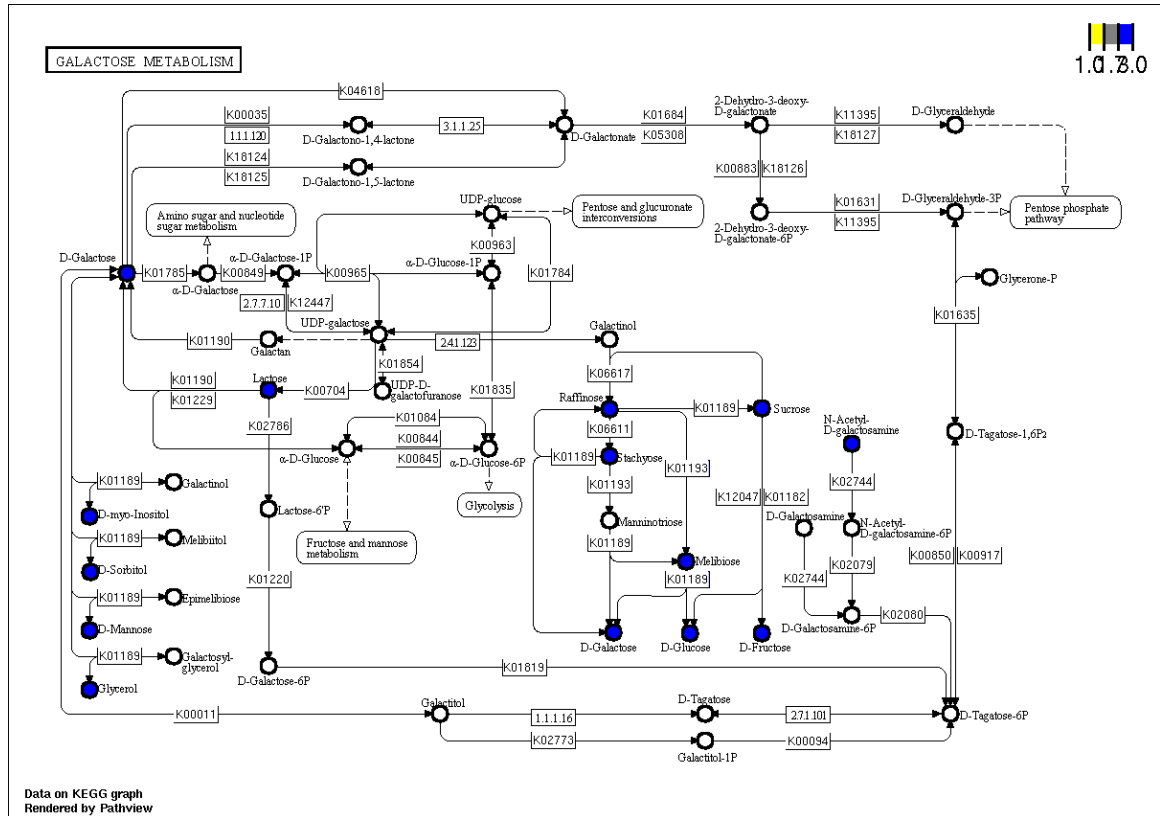 GALACTOSE METABOLISM
K04618
K00035
1.1.1.120
D-Galactono-1,4-lactone
3.1.1.25
D-Galactonate
K01684
K05308
2-Dehydro-3-deoxy-
D-galactonate
K11395
K18127
D-Glyceraldehyde
K18124
K18125
D-Galactono-1,5-lactone
K00883
K18126
Amino sugar and nucleotide
sugar metabolism
UDP-glucose
Pentose and glucuronate
interconversions
2-Dehydro-3-deoxy-
D-galactonate-6P
K01631
K11395
D-Glyceraldehyde-3P
Pentose phosphate
pathway
D-Galactose
K01785
α-D-Galactose
K00849
α-D-Galactose-1P
K00965
α-D-Glucose-1P
K00963
K01784
Glycerone-P
2.7.7.10
K12447
UDP-galactose
K01635
K01190
Galactan
2.4.1.123
Galactinol
K01854
UDP-D-
galactofuranose
K01190
K01229
Lactose
K00704
K01835
K06617
Raffinose
K01189
Sucrose
N-Acetyl-
D-galactosamine
D-Tagatose-1,6P2
K02786
K01084
K00844
K00845
α-D-Glucose
α-D-Glucose-6P
K06611
K01189
Stachyose
K01193
K01193
K02744
K01189
Galactinol
D-myo-Inositol
Glycolysis
K12047
K01182
Lactose-6'P
Manninotriose
D-Galactosamine
N-Acetyl-
D-galactosamine-6P
K01189
Melibiitol
D-Sorbitol
Fructose and mannose
metabolism
K01189
Melibiose
K00850
K00917
K01220
K01189
K02744
K02079
K01189
Epimelibiose
D-Mannose
D-Galactosamine-6P
K02080
D-Galactose
D-Glucose
D-Fructose
K01189
Galactosyl-
glycerol
Glycerol
D-Galactose-6P
K01819
K00011
Galactitol
1.1.1.16
D-Tagatose
2.7.1.101
D-Tagatose-6P
K02773
Galactitol-1P
K00094
Data on KEGG graph
Rendered by Pathview